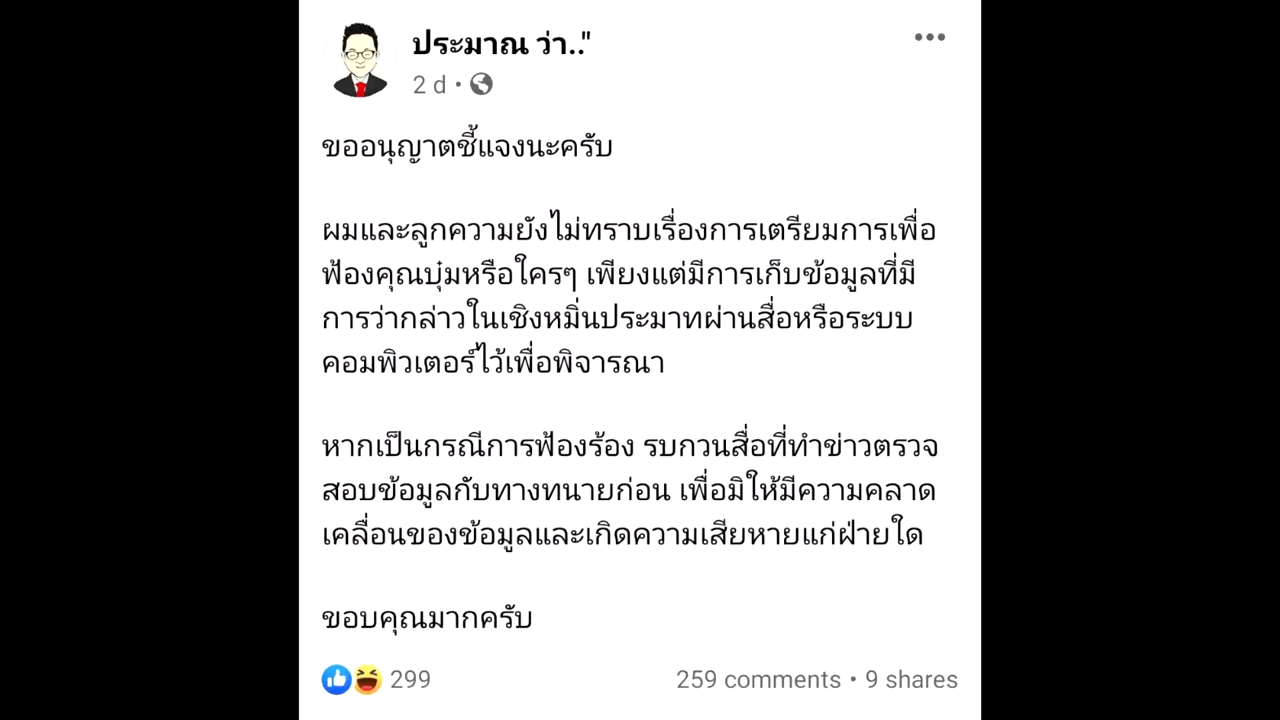 ประมาณ ว่า.."
2 d •
ขออนุญาตชี้แจงนะครับ
ผมและลูกความยังไม่ทราบเรื่องการเตรียมการเพื่อ
ฟ้องคุณบุ๋มหรือใครๆ เพียงแต่มีการเก็บข้อมูลที่มี
การว่ากล่าวในเชิงหมิ่นประมาทผ่านสื่อหรือระบบ
คอมพิวเตอร์ไว้เพื่อพิจารณา
หากเป็นกรณีการฟ้องร้อง รบกวนสื่อที่ทำข่าวตรวจ
สอบข้อมูลกับทางทนายก่อน เพื่อมิให้มีความคลาด
เคลื่อนของข้อมูลและเกิดความเสียหายแก่ฝ่ายใด
ขอบคุณมากครับ
299 259 comments • 9 shares